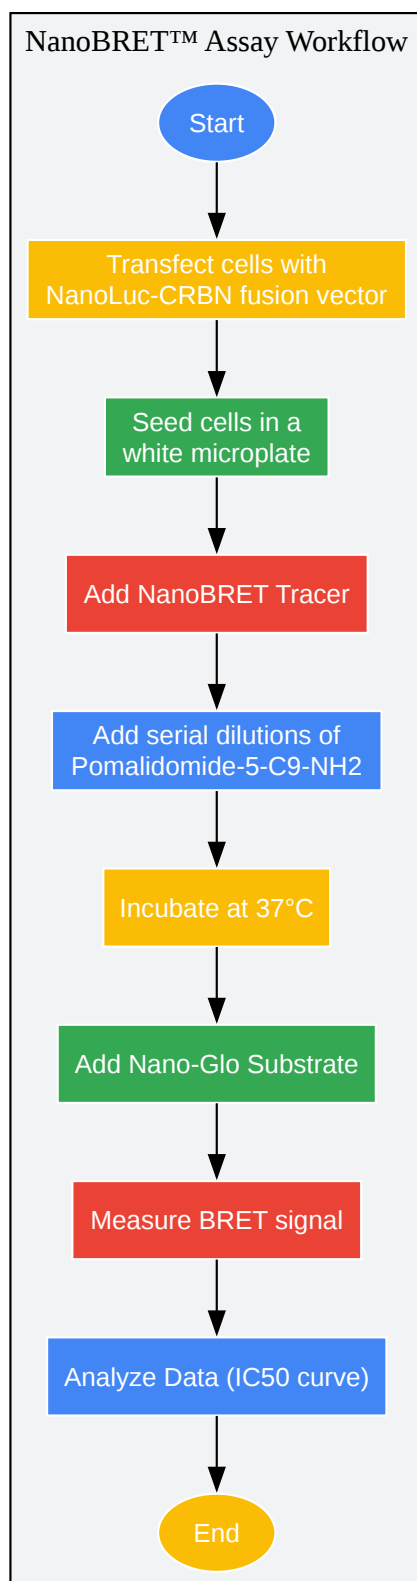 NanoBRET™ Assay Workflow
Start
Transfect cells with
NanoLuc-CRBN fusion vector
Seed cells in a
white microplate
Add NanoBRET Tracer
Add serial dilutions of
Pomalidomide-5-C9-NH2
Incubate at 37°C
Add Nano-Glo Substrate
Measure BRET signal
Analyze Data (IC50 curve)
End